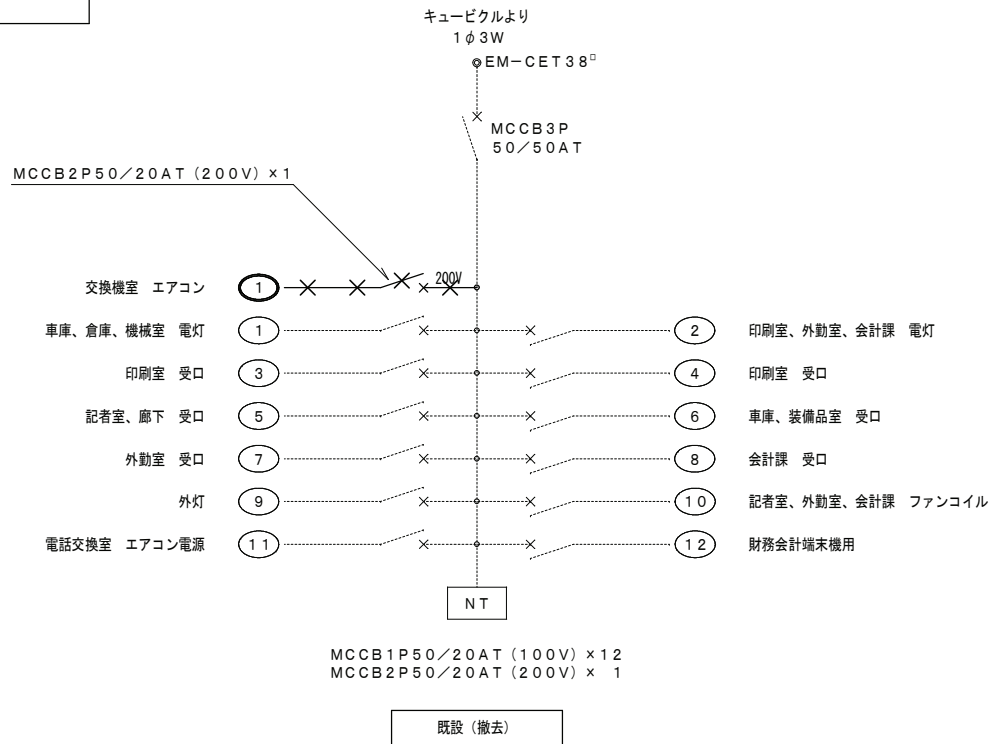 キュービクルより
1φ3W
EM-CET38□
MCCB3P
50/50AT
MCCB2P50/20AT(200V)×1
交換機室 エアコン 1 200V
車庫、倉庫、機械室 電灯 1 2 印刷室、外勤室、会計課 電灯
印刷室 受口 3 4 印刷室 受口
記者室、廊下 受口 5 6 車庫、装備品室 受口
外勤室 受口 7 8 会計課 受口
外灯 9 10 記者室、外勤室、会計課 ファンコイル
電話交換室 エアコン電源 11 12 財務会計端末機用
NT
MCCB1P50/20AT(100V)×12
MCCB2P50/20AT(200V)× 1
既設(撤去)